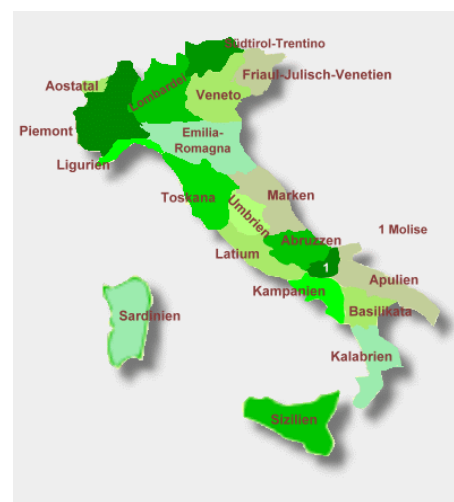 Südtirol-Trentino
Friaul-Julisch-Venetien
Aostatal
Lombardei
Veneto
Piemont
Emilia-
Romagna
Ligurien
Toskana
Marken
Umbrien
1 Molise
Abruzzen
Latium
1
Apulien
Kampanien
Basilikata
Sardinien
Kalabrien
Sizilien